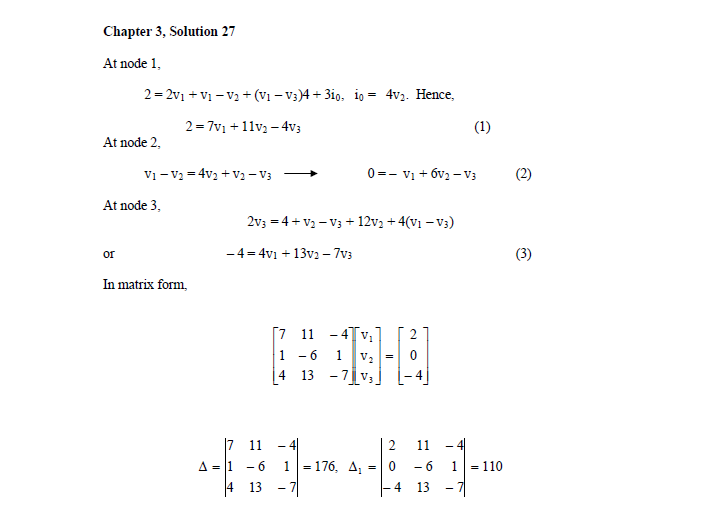 Chapter 3, Solution 27
At node 1,
2 = 2v₁ + v₁ – v₂ + (v₁ – v₃)4 + 3i₀, i₀ = 4v₂. Hence,
2 = 7v₁ + 11v₂ – 4v₃ (1)
At node 2,
v₁ – v₂ = 4v₂ + v₂ – v₃ ⟶ 0 = – v₁ + 6v₂ – v₃ (2)
At node 3,
2v₃ = 4 + v₂ – v₃ + 12v₂ + 4(v₁ – v₃)
or – 4 = 4v₁ + 13v₂ – 7v₃ (3)
In matrix form,
[7 11 – 4] [v₁] [2]
[1 – 6 1] [v₂] = [0]
[4 13 – 7] [v₃] [– 4]
|7 11 – 4| |2 11 – 4|
Δ = |1 – 6 1| = 176, Δ₁ = |0 – 6 1| = 110
|4 13 – 7| |– 4 13 – 7|